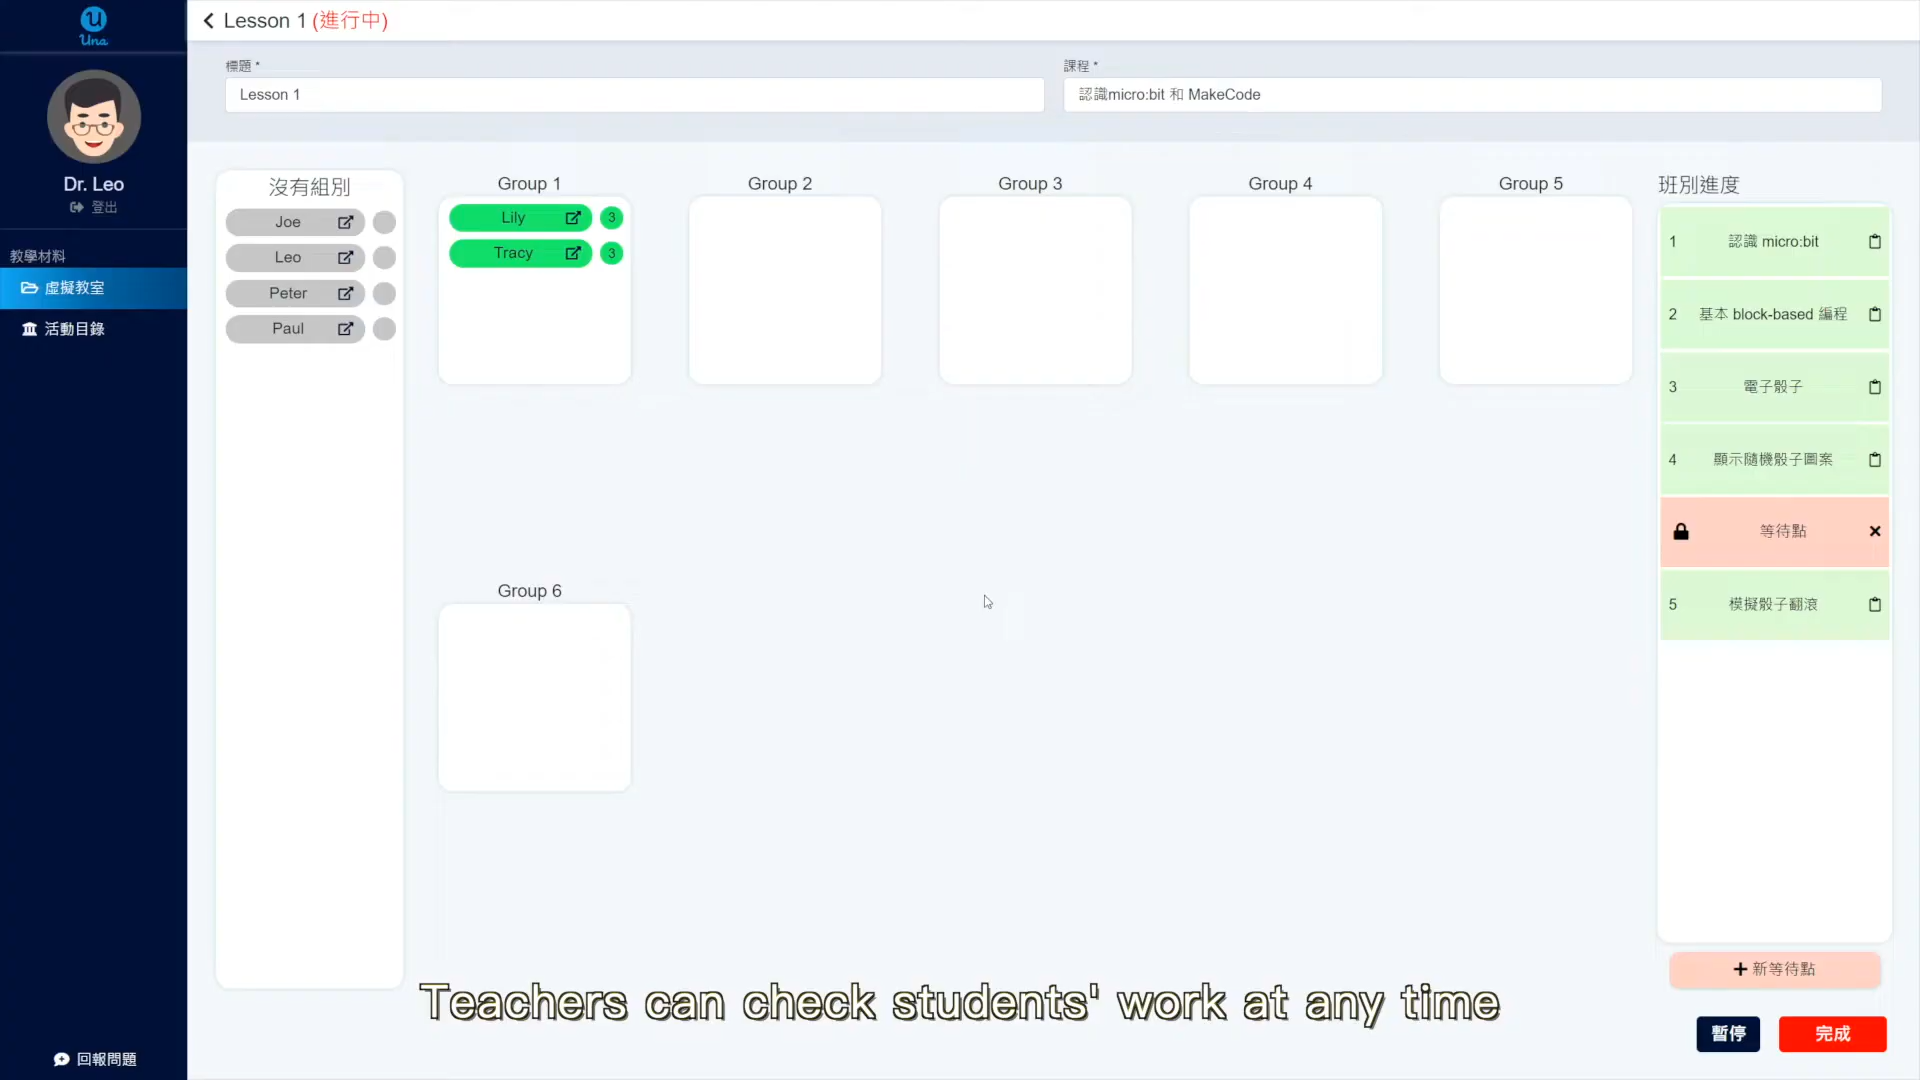 Una
Dr. Leo
登出
教學材料
虛擬教室
活動目錄
回報問題
Lesson 1 (進行中)
標題 *
Lesson 1
課程 *
認識micro:bit 和 MakeCode
沒有組別
Joe
Leo
Peter
Paul
Group 1
Lily 3
Tracy 3
Group 2
Group 3
Group 4
Group 5
Group 6
班別進度
1 認識 micro:bit
2 基本 block-based 編程
3 電子骰子
4 顯示隨機骰子圖案
等待點
5 模擬骰子翻滾
新等待點
暫停
完成
Teachers can check students' work at any time